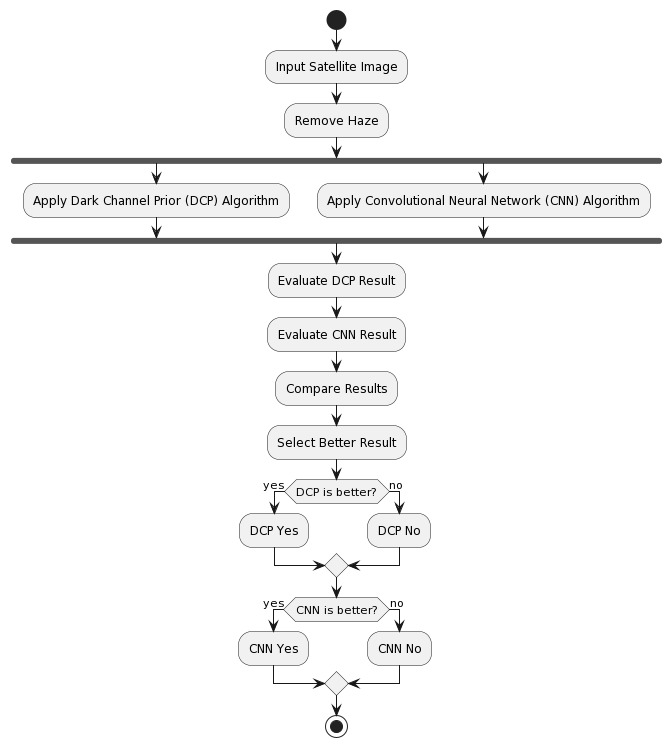 Input Satellite Image
Remove Haze
Apply Dark Channel Prior (DCP) Algorithm
Apply Convolutional Neural Network (CNN) Algorithm
Evaluate DCP Result
Evaluate CNN Result
Compare Results
Select Better Result
yes
DCP is better?
no
DCP Yes
DCP No
yes
CNN is better?
no
CNN Yes
CNN No